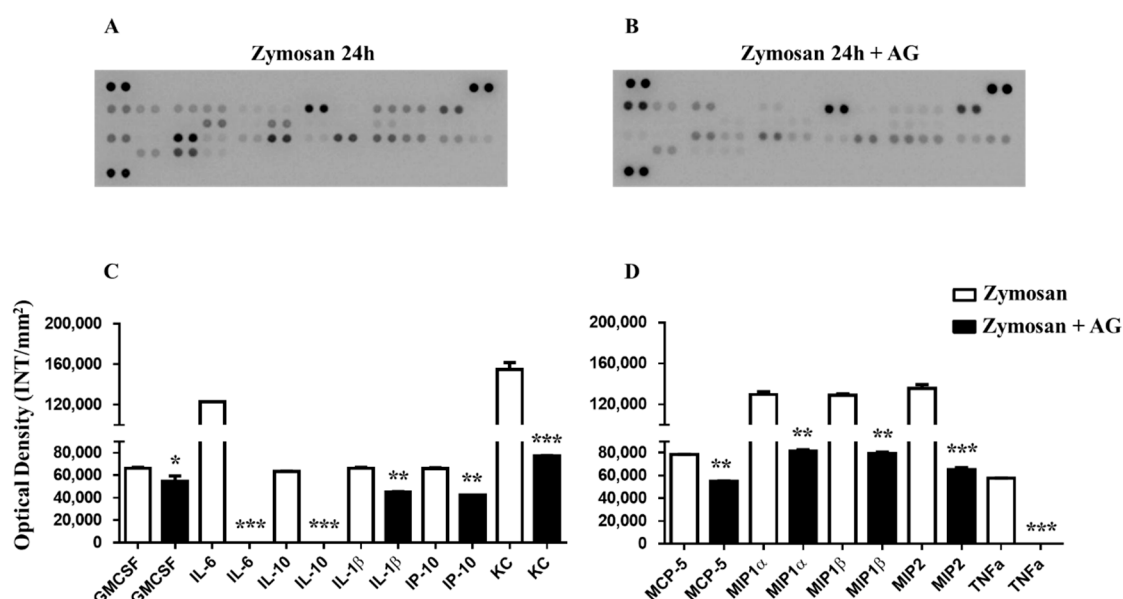 A
Zymosan 24h
B
Zymosan 24h + AG
C
D
Zymosan
Zymosan + AG
Optical Density (INT/mm²)
200,000
160,000
120,000
80,000
60,000
40,000
20,000
0
*
***
***
**
**
***
GMCSF GMCSF IL-6 IL-6 IL-10 IL-10 IL-1β IL-1β IP-10 IP-10 KC KC
200,000
160,000
120,000
80,000
60,000
40,000
20,000
0
**
**
**
***
***
MCP-5 MCP-5 MIP1α MIP1α MIP1β MIP1β MIP2 MIP2 TNFa TNFa